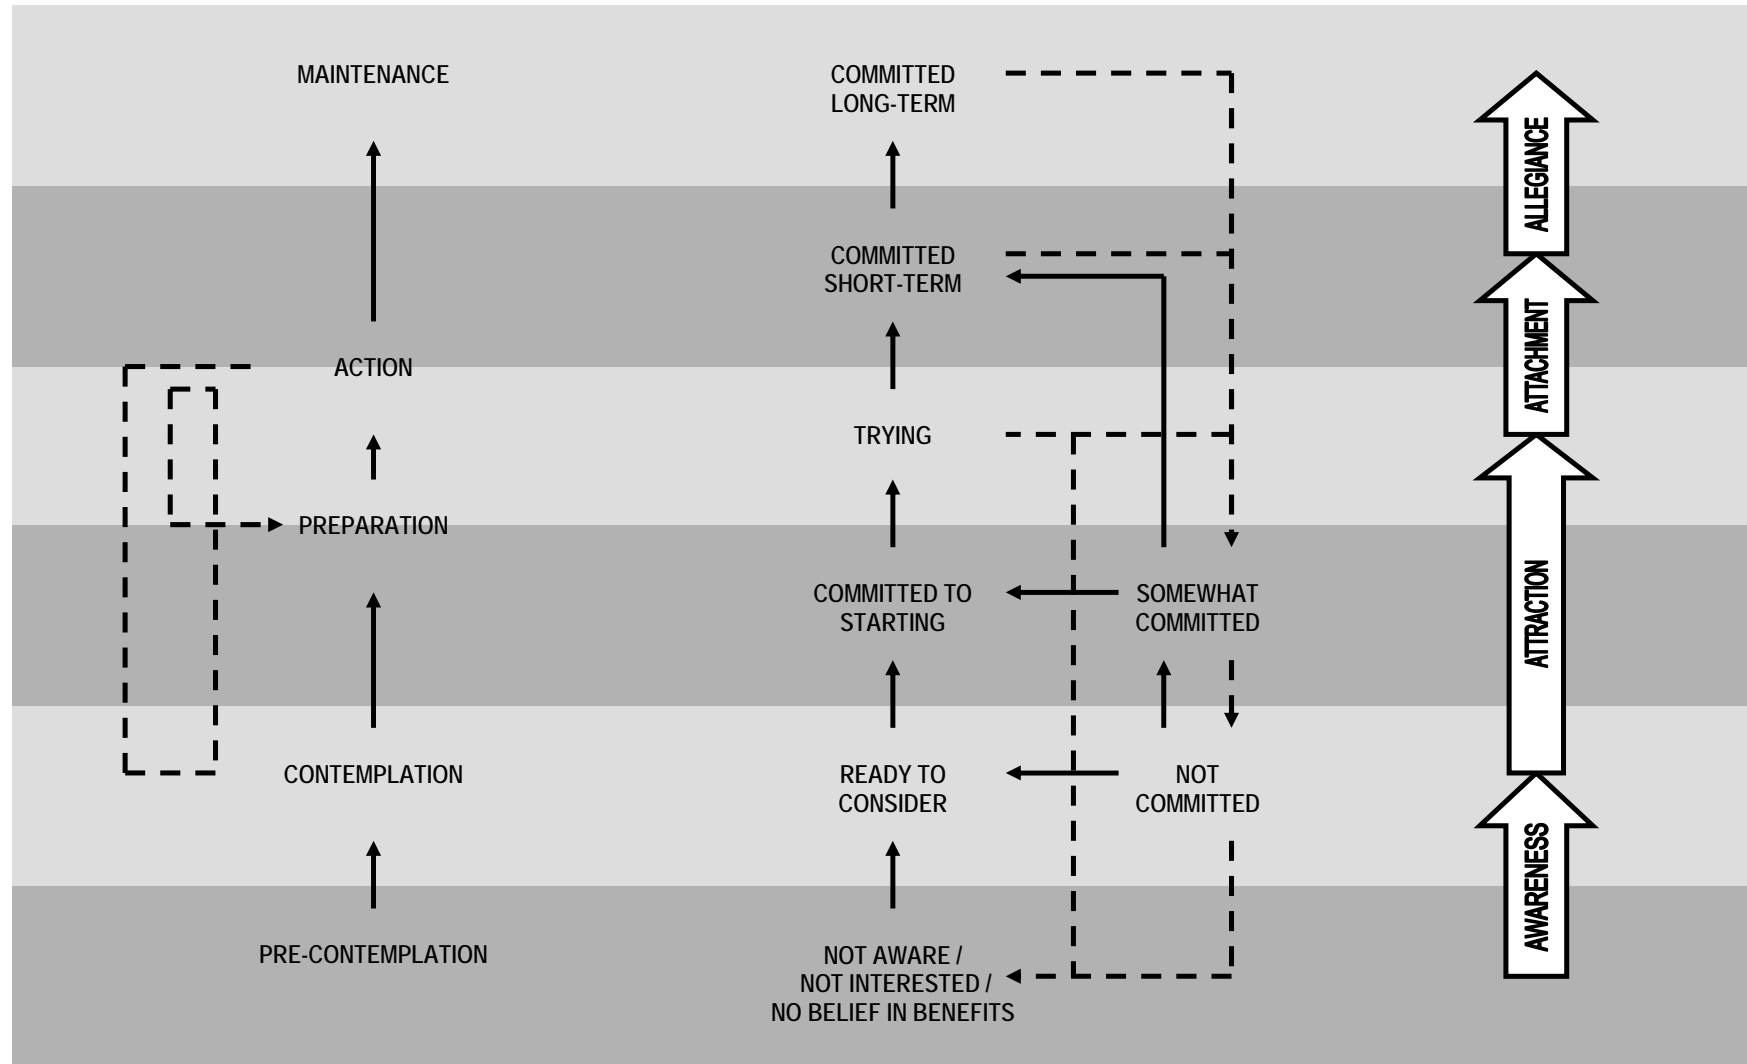 MAINTENANCE
ACTION
PREPARATION
CONTEMPLATION
PRE-CONTEMPLATION
COMMITTED
LONG-TERM
COMMITTED
SHORT-TERM
TRYING
COMMITTED TO
STARTING
READY TO
CONSIDER
NOT AWARE /
NOT INTERESTED /
NO BELIEF IN BENEFITS
SOMEWHAT
COMMITTED
NOT
COMMITTED
ALLEGIANCE
ATTACHMENT
ATTRACTION
AWARENESS